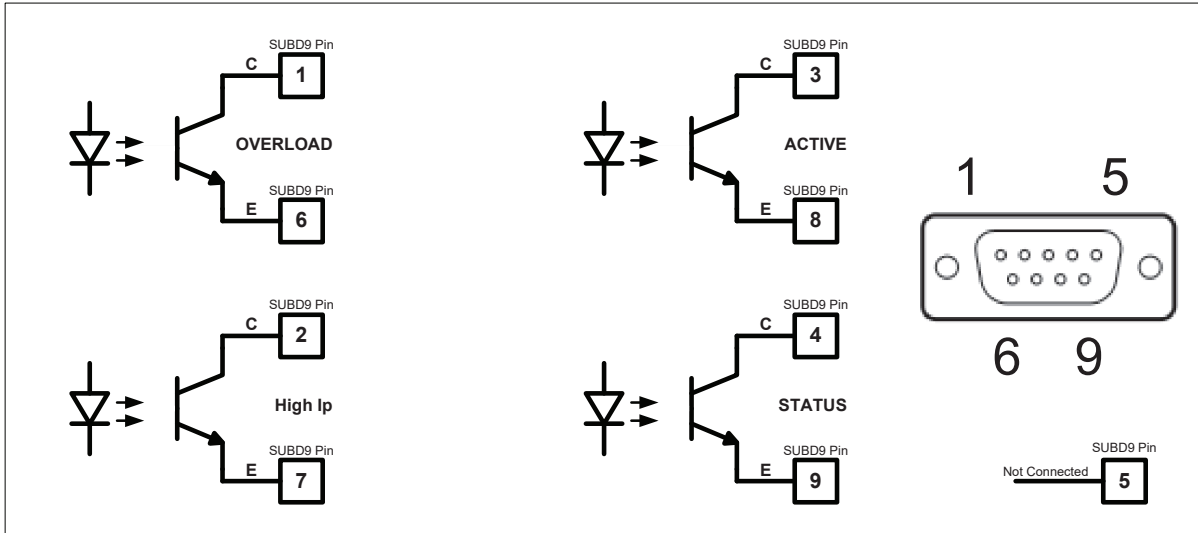 SUBD9 Pin
C
1
OVERLOAD
SUBD9 Pin
E
6
SUBD9 Pin
C
3
ACTIVE
SUBD9 Pin
E
8
SUBD9 Pin
C
2
High Ip
SUBD9 Pin
E
7
SUBD9 Pin
C
4
STATUS
SUBD9 Pin
E
9
1 5
6 9
SUBD9 Pin
Not Connected
5